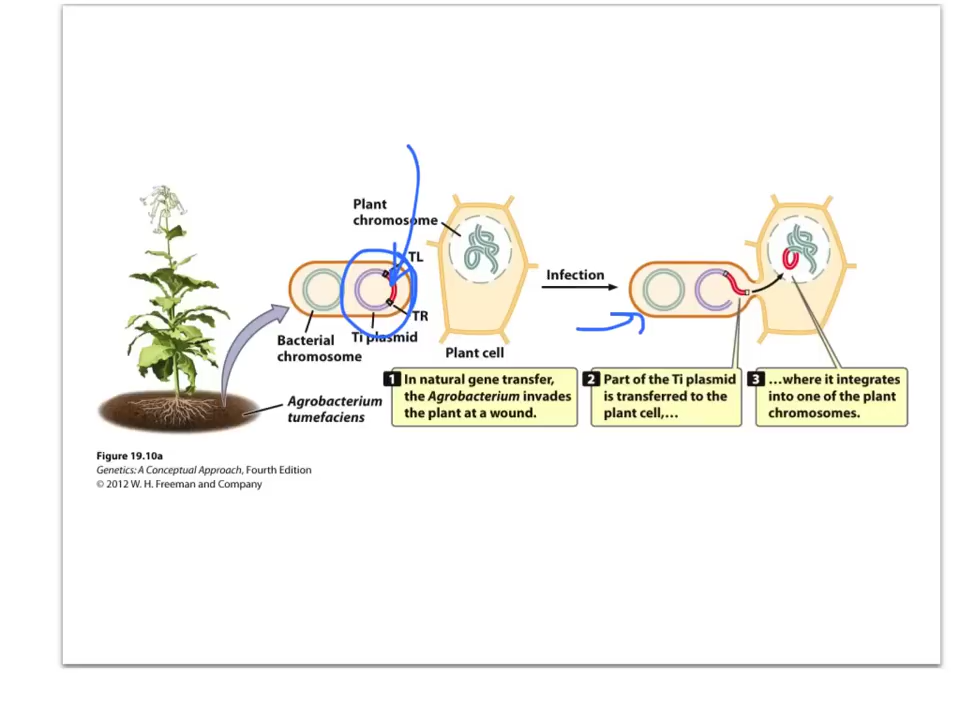 Plant
chromosome
TL
TR
Bacterial
chromosome
Ti plasmid
Plant cell
Infection
Agrobacterium
tumefaciens
1 In natural gene transfer,
the Agrobacterium invades
the plant at a wound.
2 Part of the Ti plasmid
is transferred to the
plant cell,...
3 ...where it integrates
into one of the plant
chromosomes.
Figure 19.10a
Genetics: A Conceptual Approach, Fourth Edition
© 2012 W. H. Freeman and Company